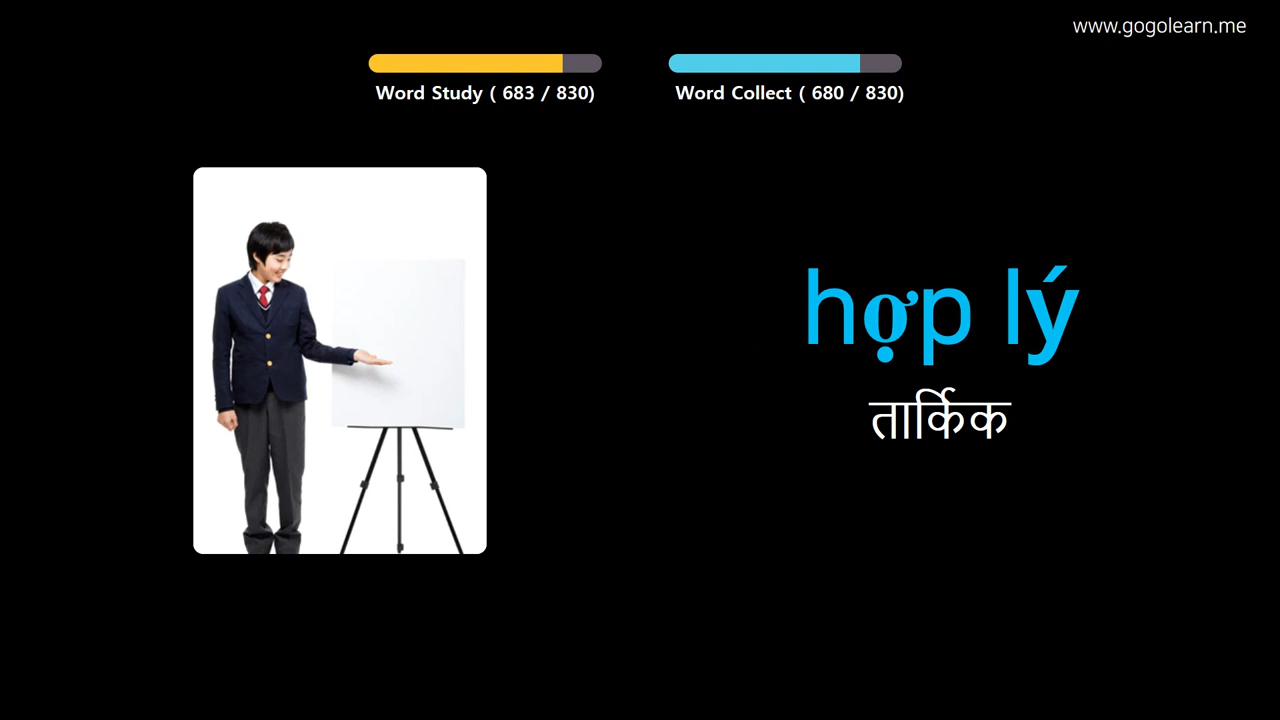 www.gogolearn.me
Word Study ( 683 / 830)
Word Collect ( 680 / 830)
hợp lý
तार्किक